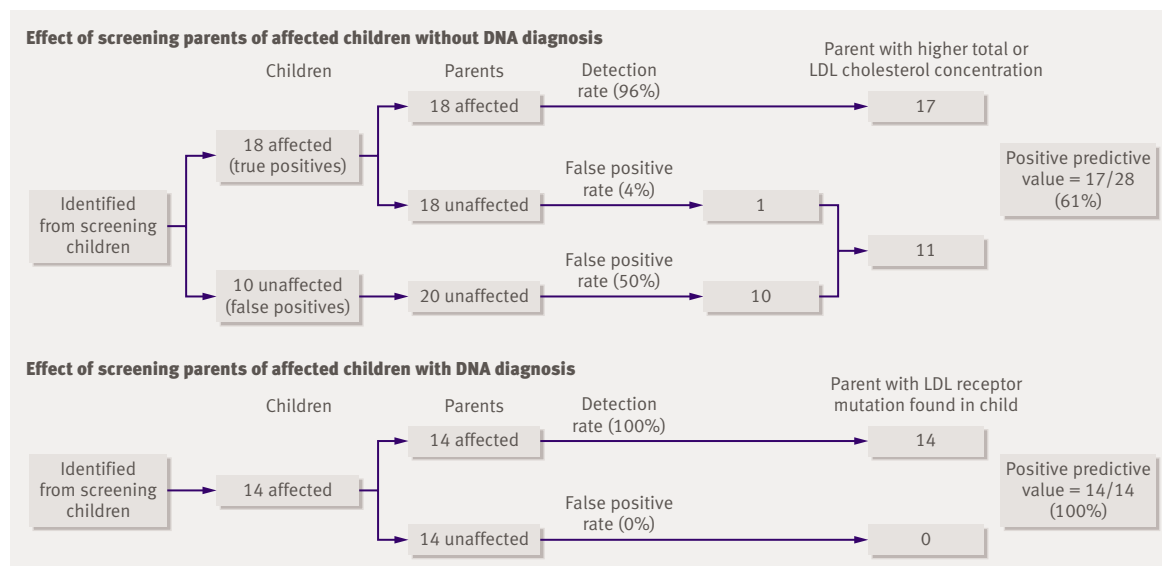 Effect of screening parents of affected children without DNA diagnosis
Children
Parents
Detection
rate (96%)
Parent with higher total or
LDL cholesterol concentration
18 affected
17
18 affected
(true positives)
Positive predictive
value = 17/28
(61%)
False positive
rate (4%)
Identified
from screening
children
18 unaffected
1
11
False positive
rate (50%)
10 unaffected
(false positives)
20 unaffected
10
Effect of screening parents of affected children with DNA diagnosis
Children
Parents
Detection
rate (100%)
Parent with LDL receptor
mutation found in child
14 affected
14
Identified
from screening
children
14 affected
Positive predictive
value = 14/14
(100%)
False positive
rate (0%)
14 unaffected
0